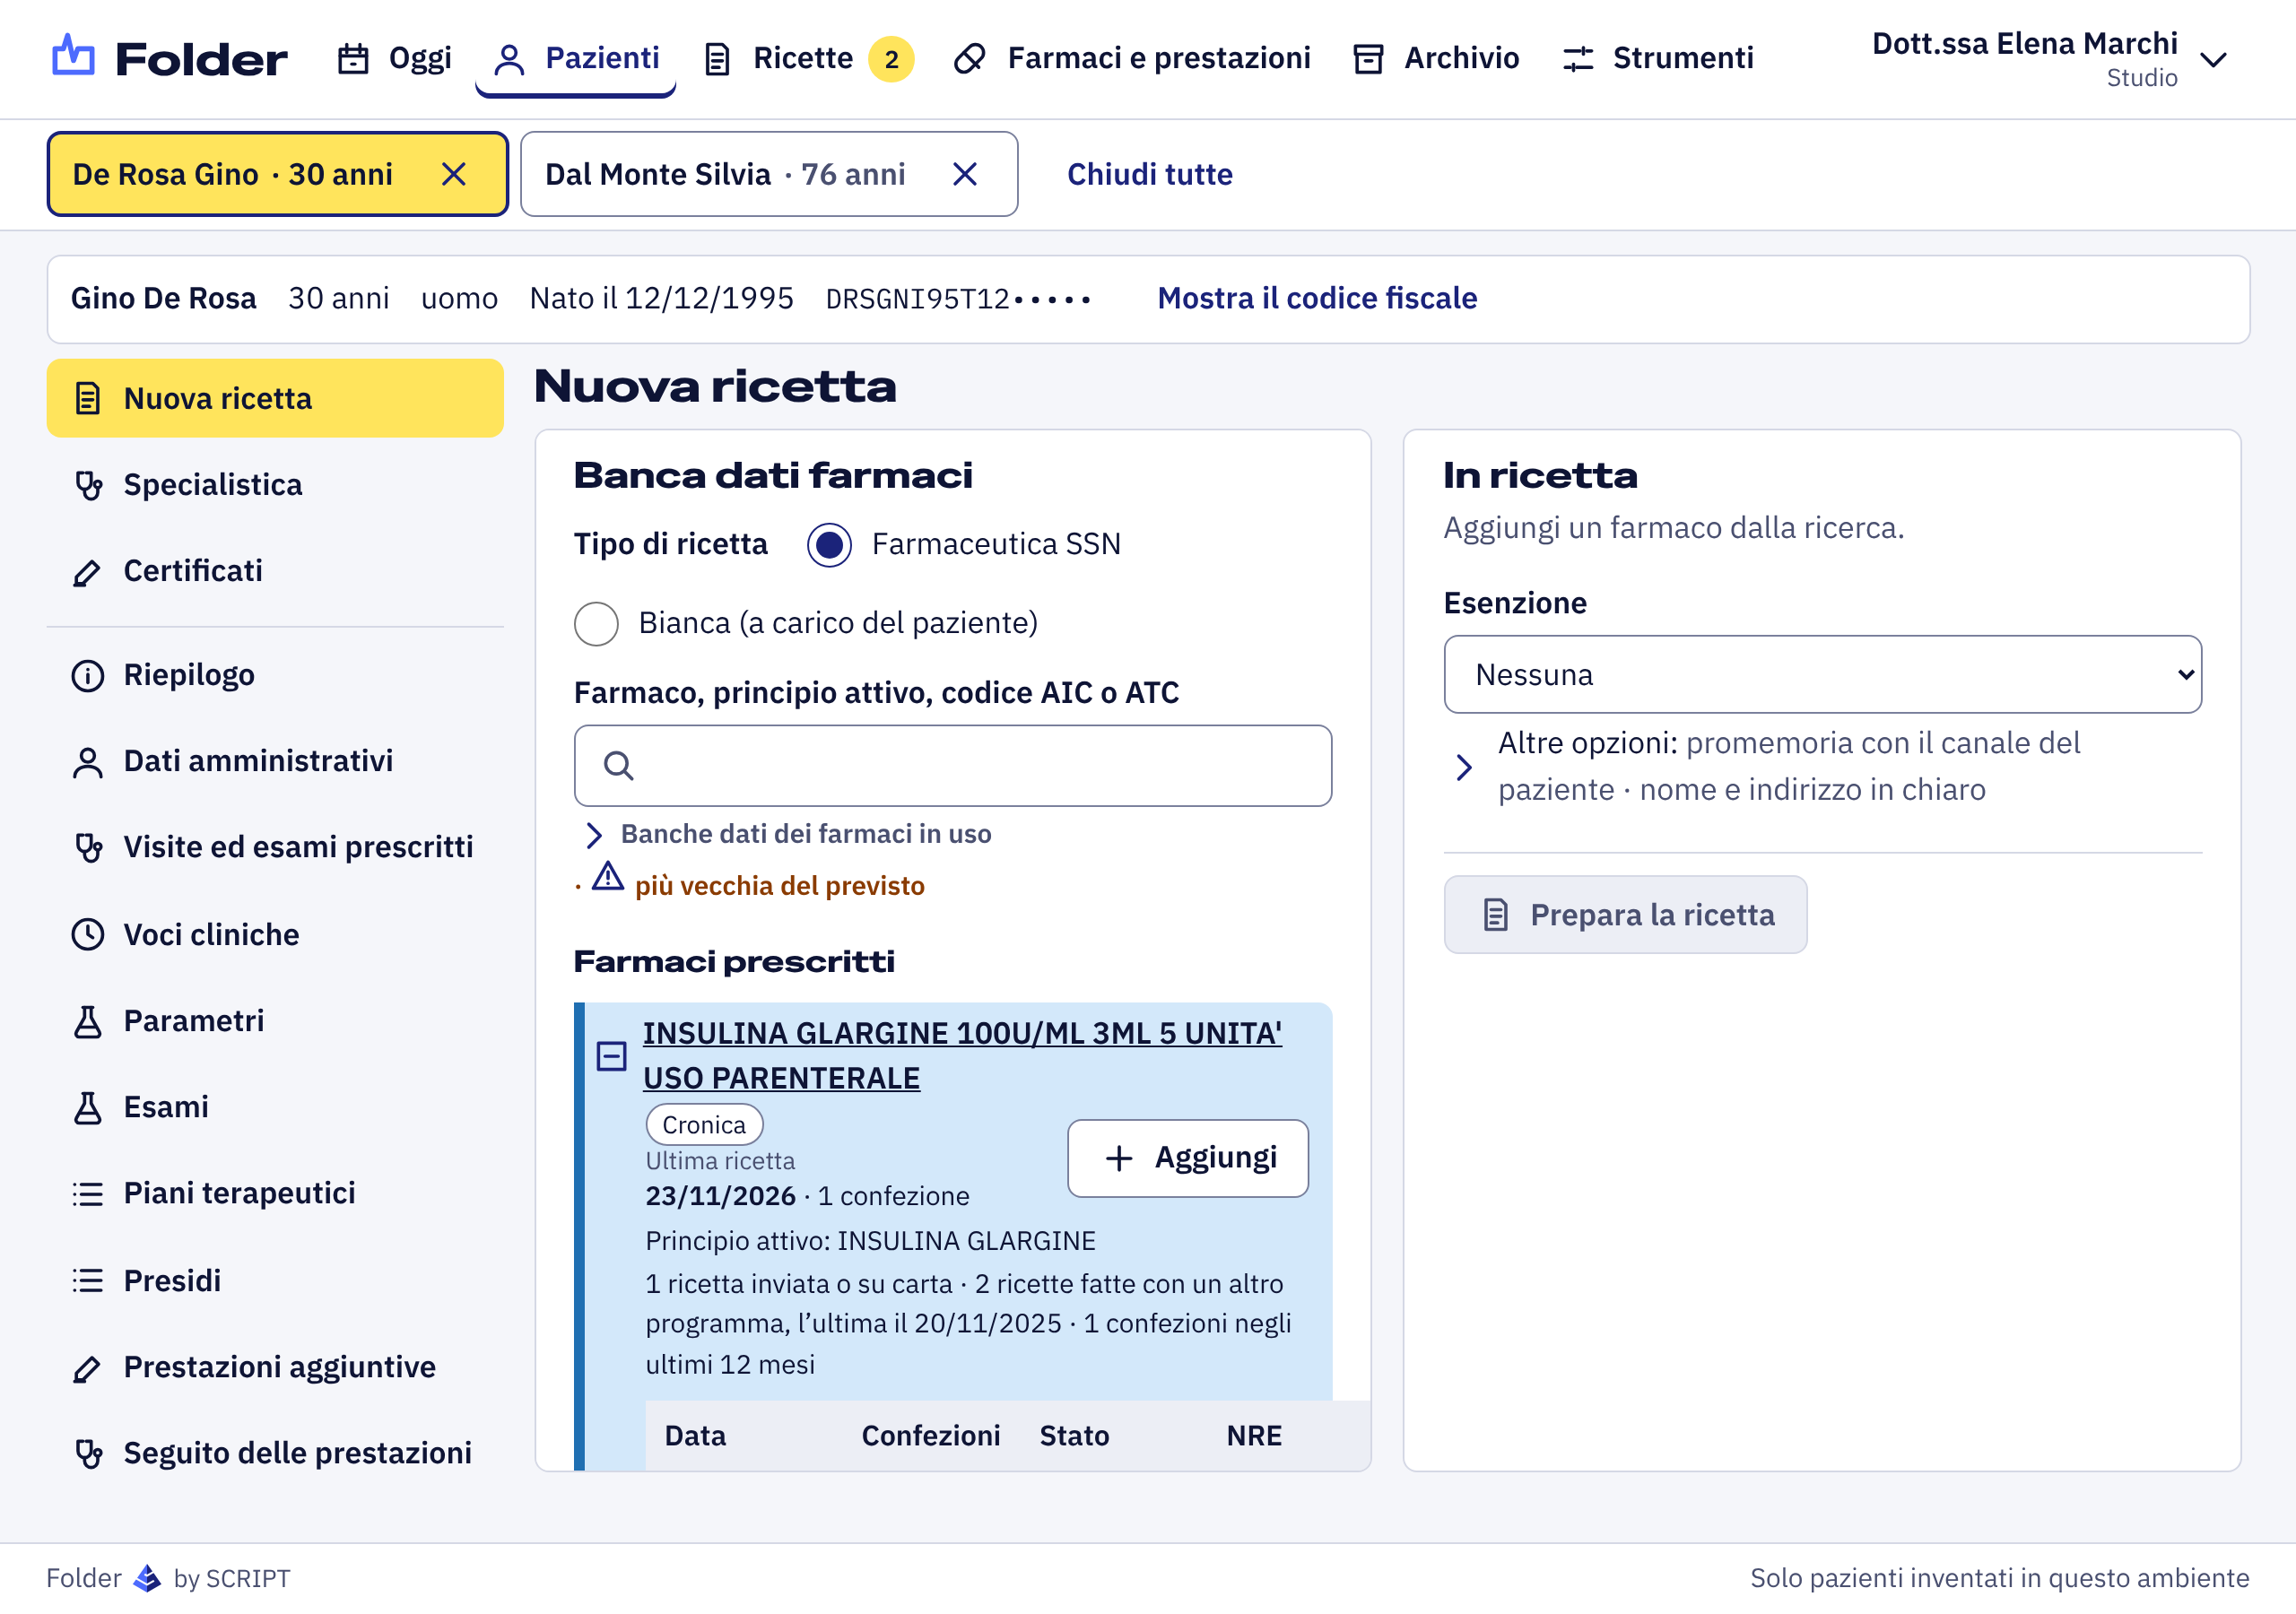 Folder
Oggi
Pazienti
Ricette 2
Farmaci e prestazioni
Archivio
Strumenti
Dott.ssa Elena Marchi
Studio
De Rosa Gino · 30 anni
Dal Monte Silvia · 76 anni
Chiudi tutte
Gino De Rosa 30 anni uomo Nato il 12/12/1995 DRSGNI95T12••••• Mostra il codice fiscale
Nuova ricetta
Specialistica
Certificati
Riepilogo
Dati amministrativi
Visite ed esami prescritti
Voci cliniche
Parametri
Esami
Piani terapeutici
Presidi
Prestazioni aggiuntive
Seguito delle prestazioni
Nuova ricetta
Banca dati farmaci
Tipo di ricetta Farmaceutica SSN
Bianca (a carico del paziente)
Farmaco, principio attivo, codice AIC o ATC
Banche dati dei farmaci in uso
· più vecchia del previsto
Farmaci prescritti
INSULINA GLARGINE 100U/ML 3ML 5 UNITA'
USO PARENTERALE
Cronica
Ultima ricetta
23/11/2026 · 1 confezione
Aggiungi
Principio attivo: INSULINA GLARGINE
1 ricetta inviata o su carta · 2 ricette fatte con un altro
programma, l’ultima il 20/11/2025 · 1 confezioni negli
ultimi 12 mesi
Data Confezioni Stato NRE
In ricetta
Aggiungi un farmaco dalla ricerca.
Esenzione
Nessuna
Altre opzioni: promemoria con il canale del
paziente · nome e indirizzo in chiaro
Prepara la ricetta
Folder by SCRIPT
Solo pazienti inventati in questo ambiente